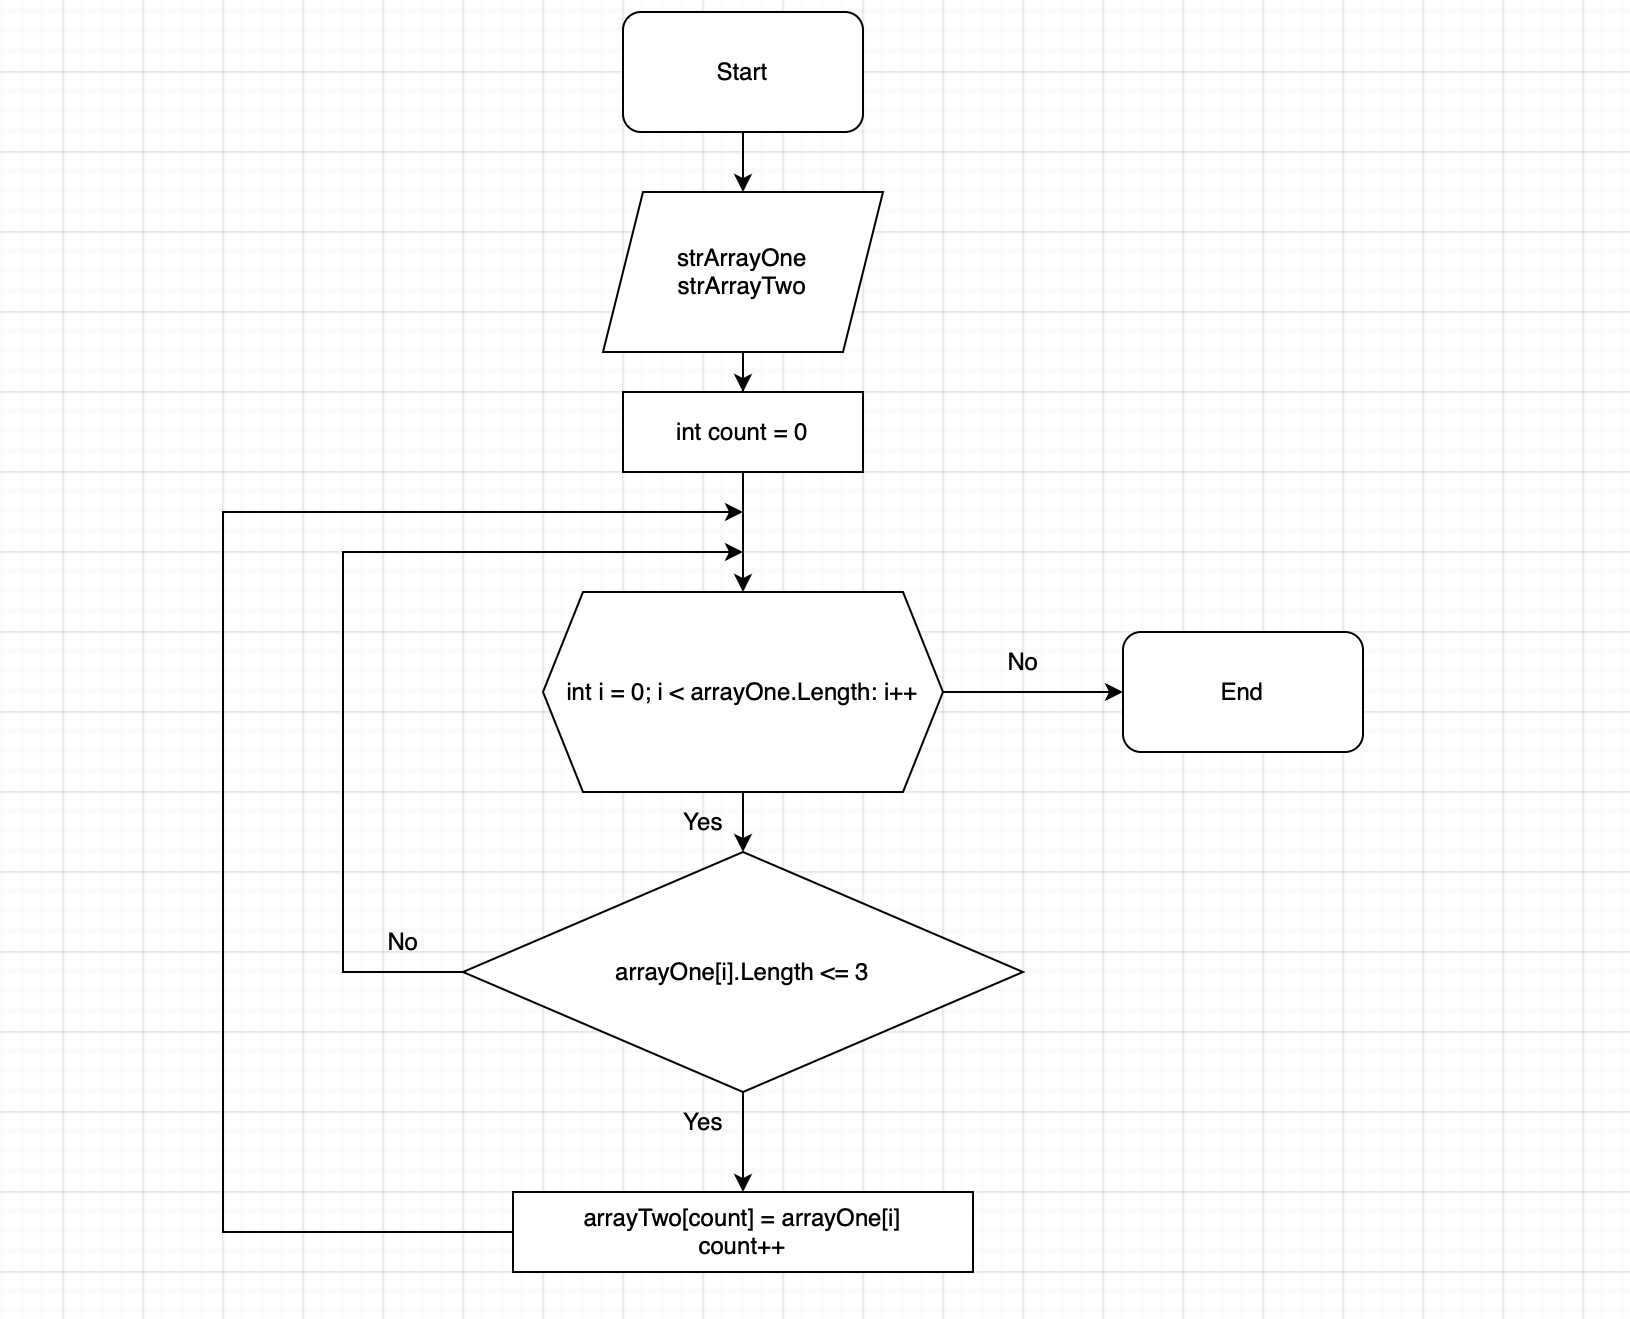 Start
strArrayOne
strArrayTwo
int count = 0
int i = 0; i < arrayOne.Length: i++
No
End
Yes
No
arrayOne[i].Length <= 3
Yes
arrayTwo[count] = arrayOne[i]
count++